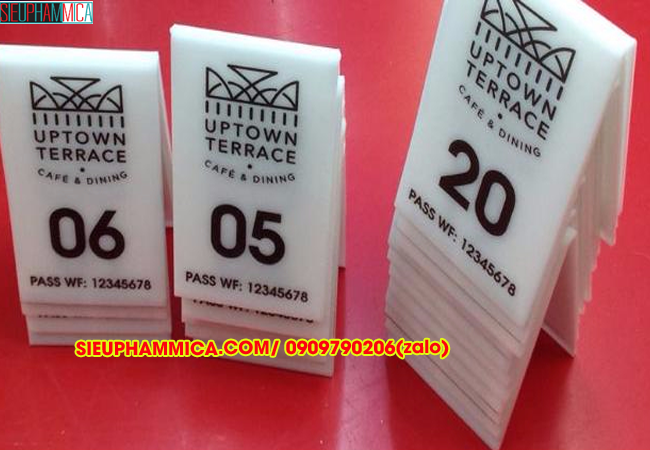 SIEUPHAMMICA
UPTOWN
TERRACE
CAFÉ & DINING
06
PASS WF: 12345678
UPTOWN
TERRACE
CAFÉ & DINING
05
PASS WF: 12345678
UPTOWN
TERRACE
CAFÉ & DINING
20
PASS WF: 12345678
SIEUPHAMMICA.COM/ 0909790206(zalo)